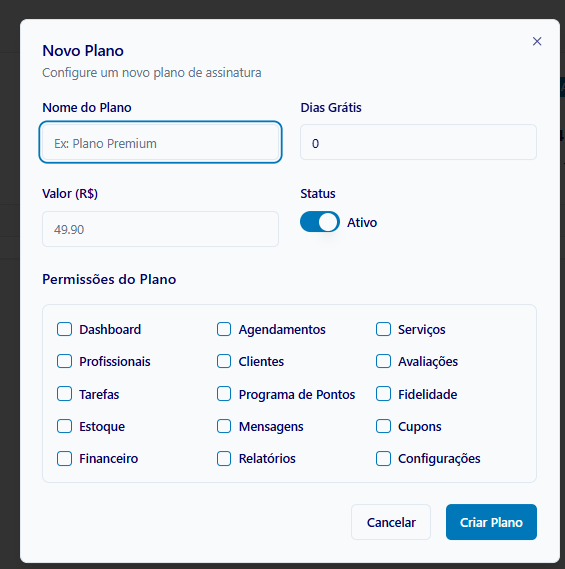 Novo Plano
Configure um novo plano de assinatura
Nome do Plano
Dias Grátis
Ex: Plano Premium
0
Valor (R$)
Status
49.90
Ativo
Permissões do Plano
Dashboard
Agendamentos
Serviços
Profissionais
Clientes
Avaliações
Tarefas
Programa de Pontos
Fidelidade
Estoque
Mensagens
Cupons
Financeiro
Relatórios
Configurações
Cancelar
Criar Plano